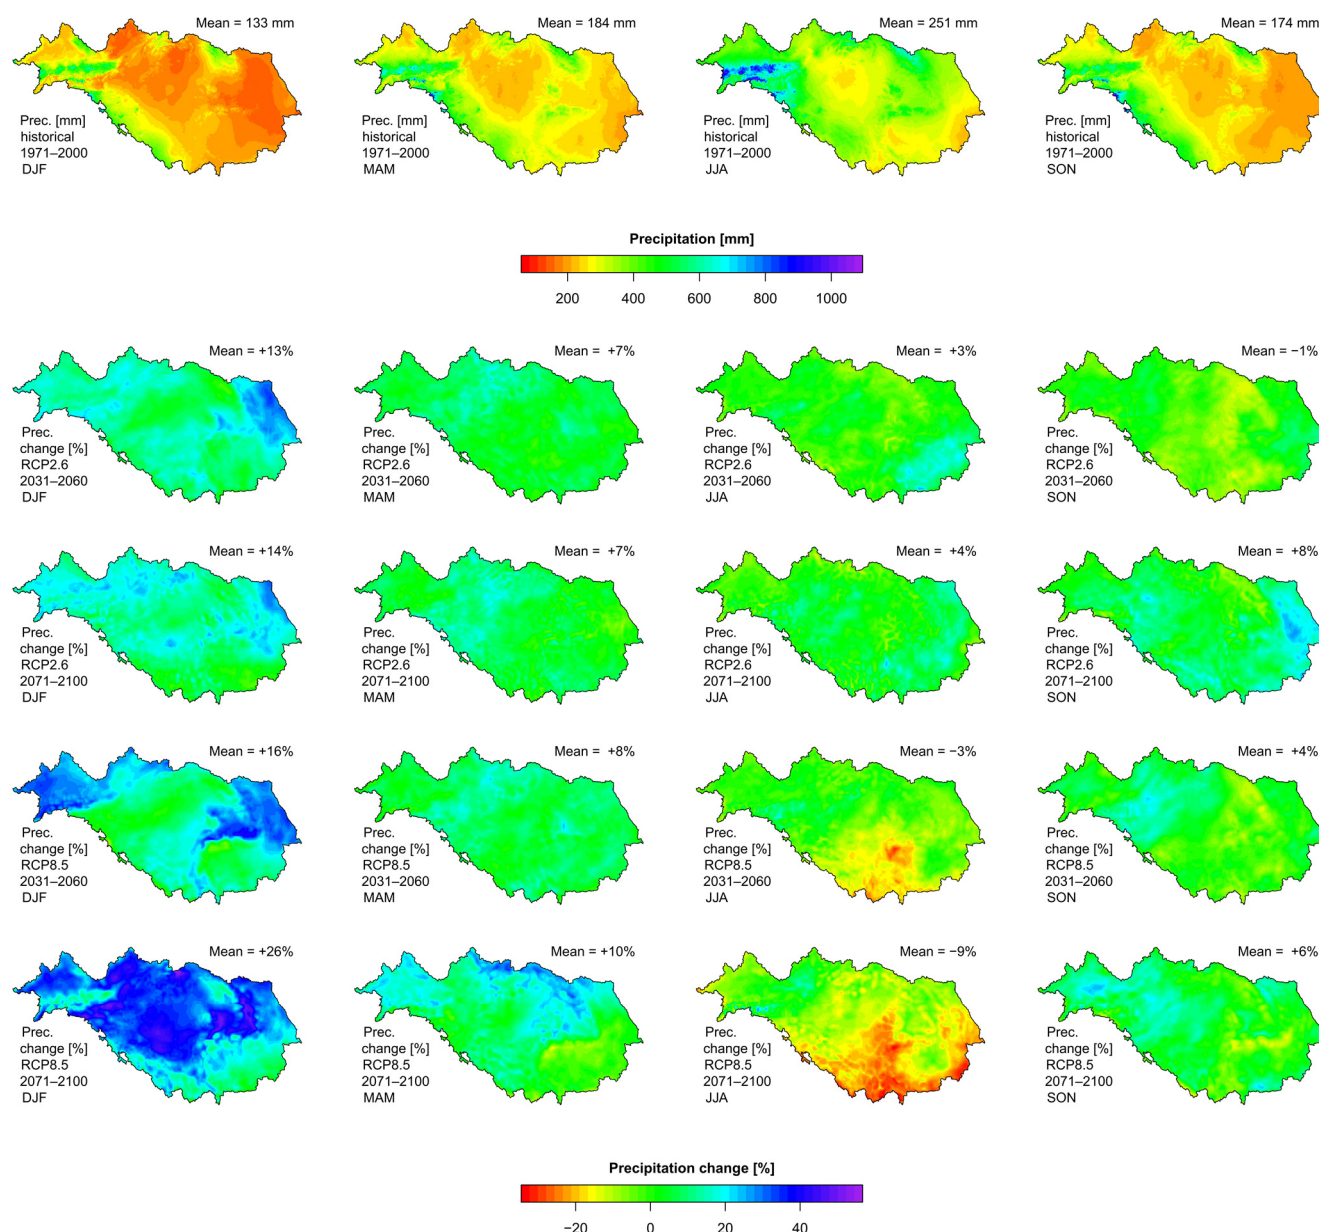 Mean = 133 mm
Prec. [mm]
historical
1971–2000
DJF
Mean = 184 mm
Prec. [mm]
historical
1971–2000
MAM
Mean = 251 mm
Prec. [mm]
historical
1971–2000
JJA
Mean = 174 mm
Prec. [mm]
historical
1971–2000
SON
Precipitation [mm]
200 400 600 800 1000
Mean = +13%
Prec.
change [%]
RCP2.6
2031–2060
DJF
Mean = +7%
Prec.
change [%]
RCP2.6
2031–2060
MAM
Mean = +3%
Prec.
change [%]
RCP2.6
2031–2060
JJA
Mean = −1%
Prec.
change [%]
RCP2.6
2031–2060
SON
Mean = +14%
Prec.
change [%]
RCP2.6
2071–2100
DJF
Mean = +7%
Prec.
change [%]
RCP2.6
2071–2100
MAM
Mean = +4%
Prec.
change [%]
RCP2.6
2071–2100
JJA
Mean = +8%
Prec.
change [%]
RCP2.6
2071–2100
SON
Mean = +16%
Prec.
change [%]
RCP8.5
2031–2060
DJF
Mean = +8%
Prec.
change [%]
RCP8.5
2031–2060
MAM
Mean = −3%
Prec.
change [%]
RCP8.5
2031–2060
JJA
Mean = +4%
Prec.
change [%]
RCP8.5
2031–2060
SON
Mean = +26%
Prec.
change [%]
RCP8.5
2071–2100
DJF
Mean = +10%
Prec.
change [%]
RCP8.5
2071–2100
MAM
Mean = −9%
Prec.
change [%]
RCP8.5
2071–2100
JJA
Mean = +6%
Prec.
change [%]
RCP8.5
2071–2100
SON
Precipitation change [%]
−20 0 20 40